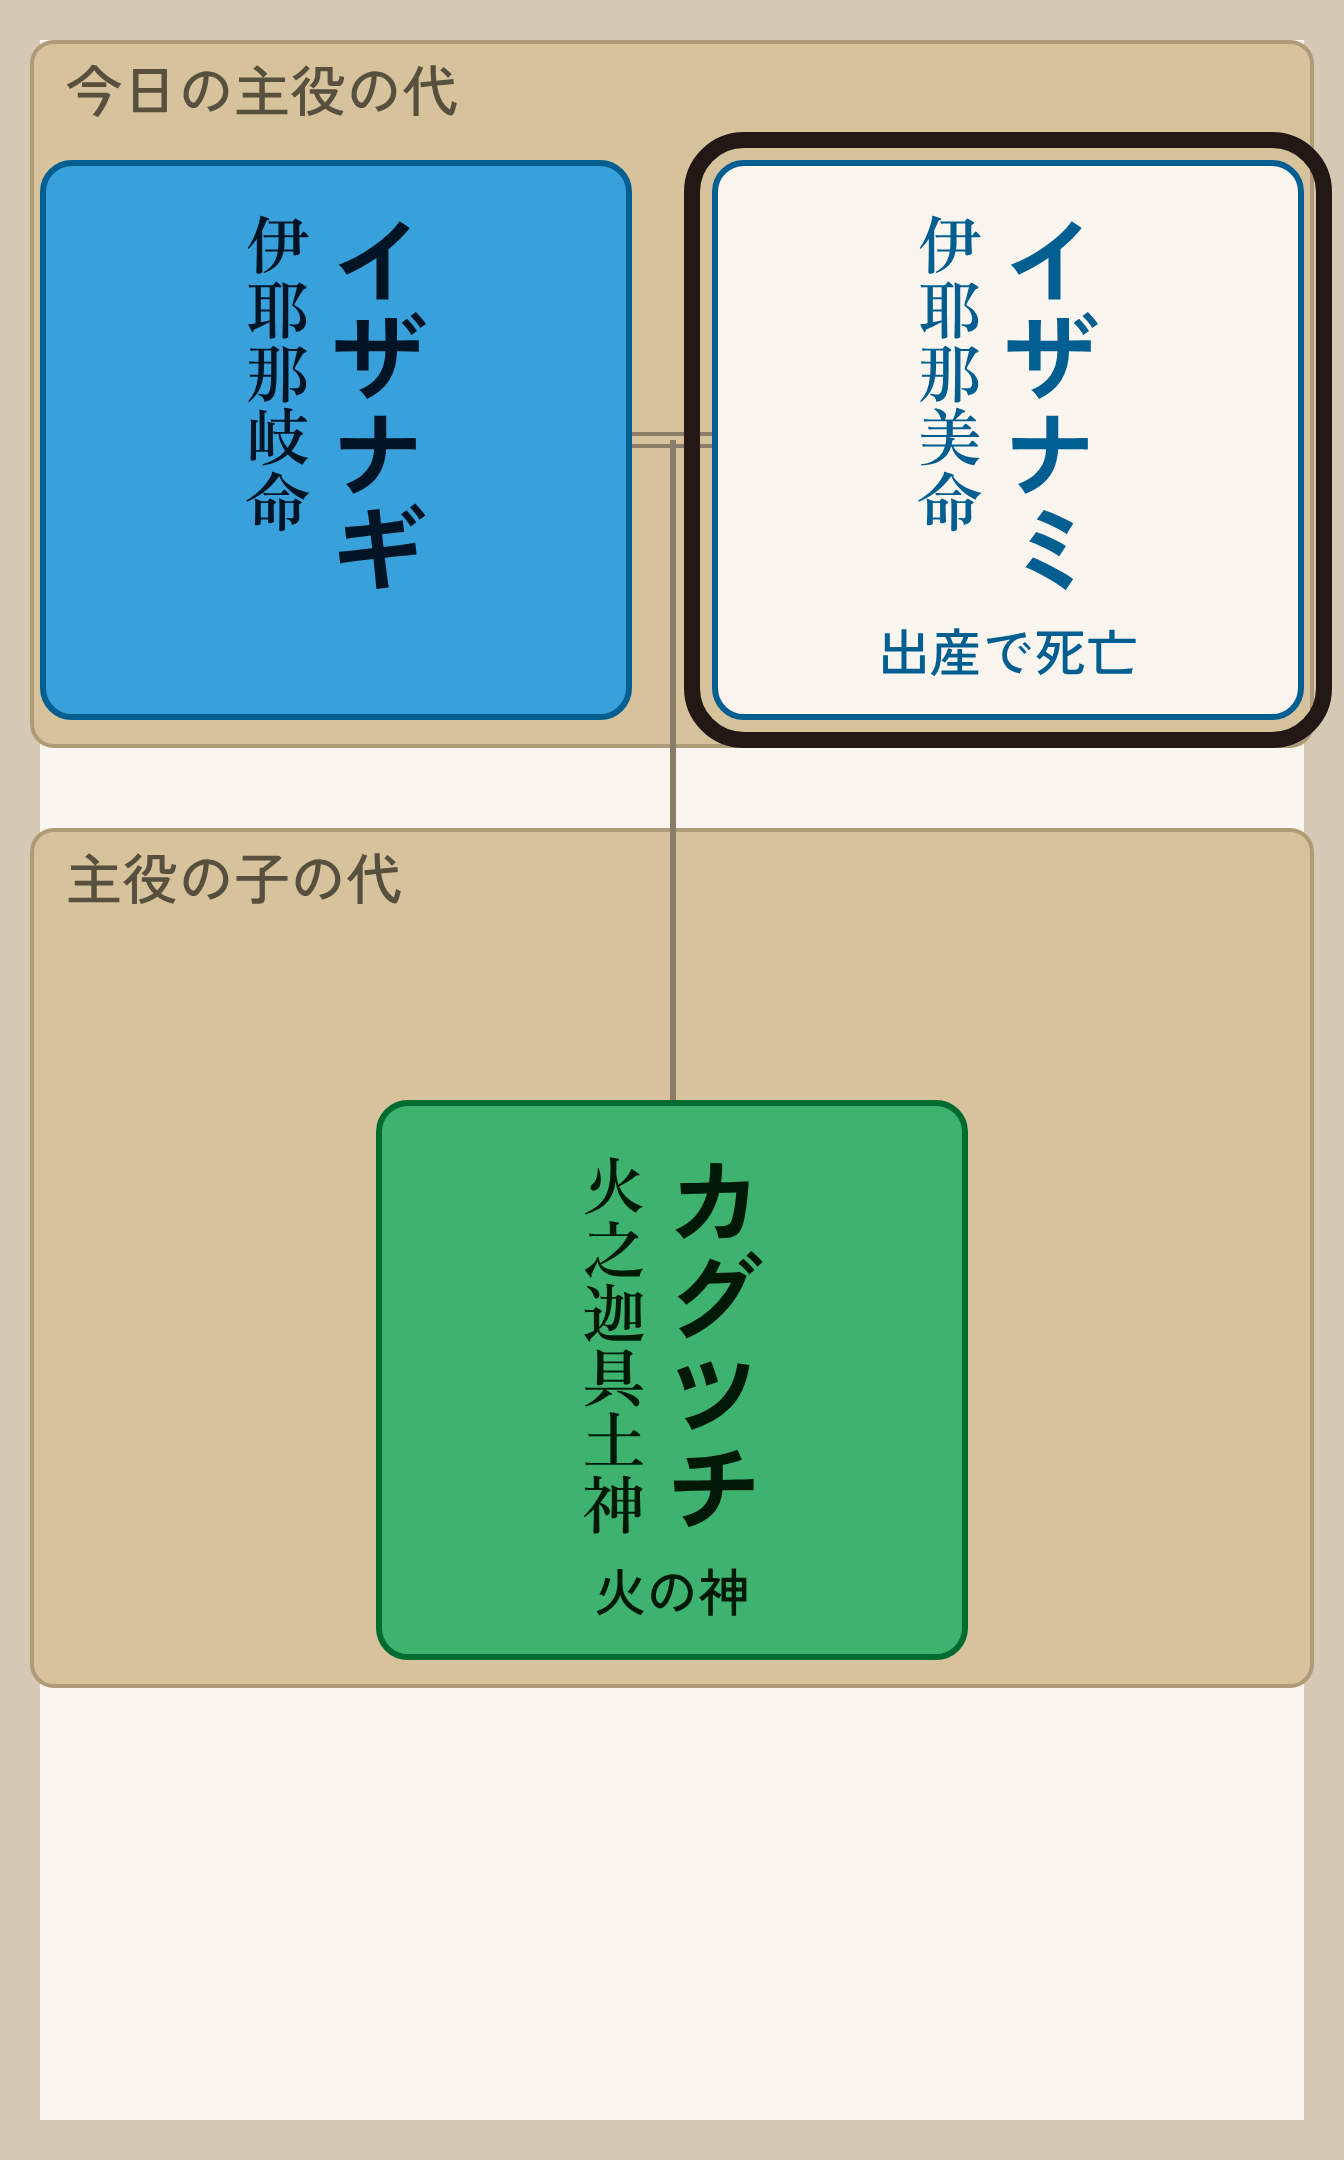 今日の主役の代
イザナギ
伊耶那岐命
イザナミ
伊耶那美命
出産で死亡
主役の子の代
カグツチ
火之迦具土神
火の神